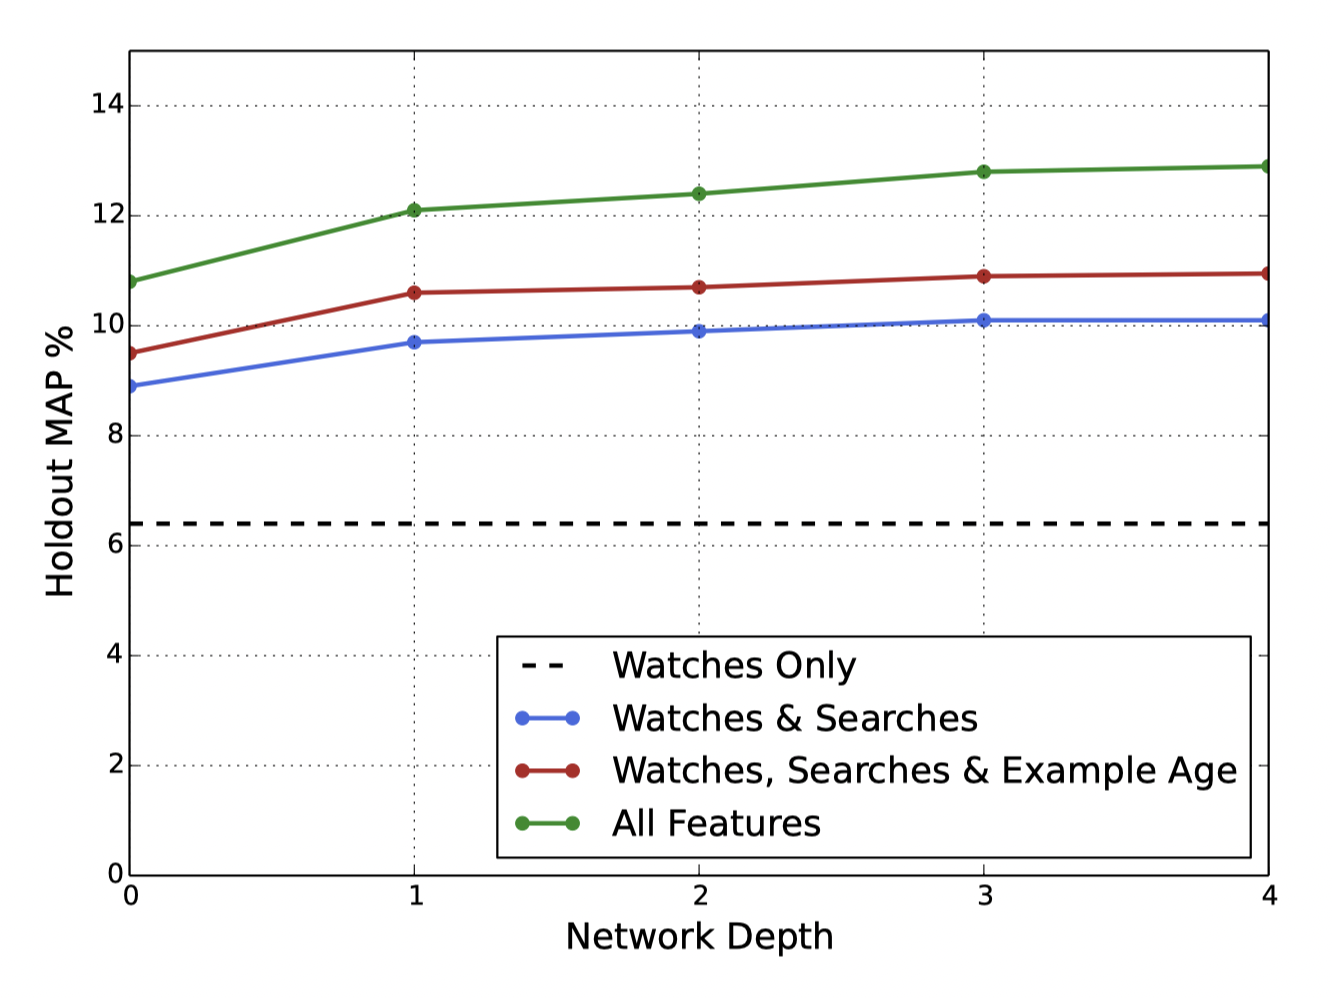 14
12
10
8
6
4
2
0
Holdout MAP %
Watches Only
Watches & Searches
Watches, Searches & Example Age
All Features
0 1 2 3 4
Network Depth